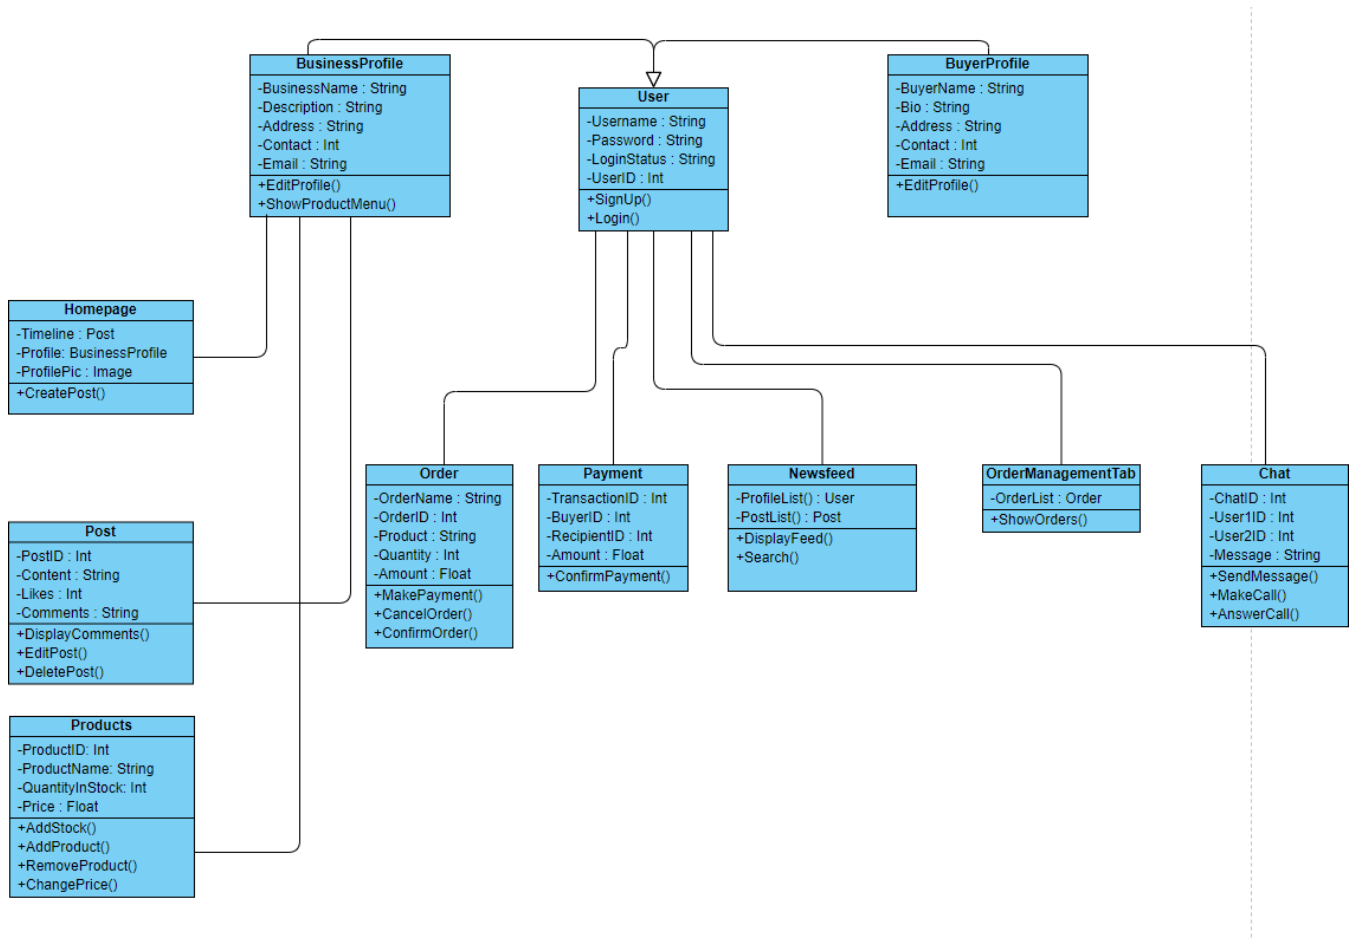 BusinessProfile
-BusinessName : String
-Description : String
-Address : String
-Contact : Int
-Email : String
+EditProfile()
+ShowProductMenu()
User
-Username : String
-Password : String
-LoginStatus : String
-UserID : Int
+SignUp()
+Login()
BuyerProfile
-BuyerName : String
-Bio : String
-Address : String
-Contact : Int
-Email : String
+EditProfile()
Homepage
-Timeline : Post
-Profile: BusinessProfile
-ProfilePic : Image
+CreatePost()
Order
-OrderName : String
-OrderID : Int
-Product : String
-Quantity : Int
-Amount : Float
+MakePayment()
+CancelOrder()
+ConfirmOrder()
Payment
-TransactionID : Int
-BuyerID : Int
-RecipientID : Int
-Amount : Float
+ConfirmPayment()
Newsfeed
-ProfileList() : User
-PostList() : Post
+DisplayFeed()
+Search()
OrderManagementTab
-OrderList : Order
+ShowOrders()
Chat
-ChatID : Int
-User1ID : Int
-User2ID : Int
-Message : String
+SendMessage()
+MakeCall()
+AnswerCall()
Post
-PostID : Int
-Content : String
-Likes : Int
-Comments : String
+DisplayComments()
+EditPost()
+DeletePost()
Products
-ProductID: Int
-ProductName: String
-QuantityInStock: Int
-Price : Float
+AddStock()
+AddProduct()
+RemoveProduct()
+ChangePrice()